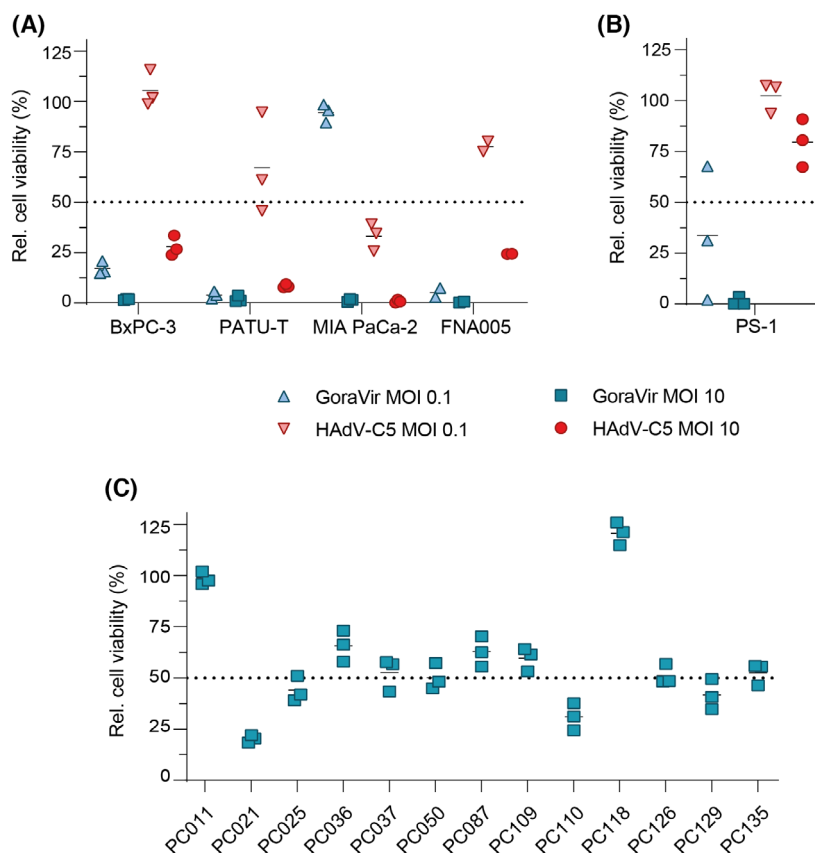 (A)
Rel. cell viability (%)
125
100
75
50
25
0
BxPC-3 PATU-T MIA PaCa-2 FNA005
(B)
Rel. cell viability (%)
125
100
75
50
25
0
PS-1
GoraVir MOI 0.1 GoraVir MOI 10
HAdV-C5 MOI 0.1 HAdV-C5 MOI 10
(C)
Rel. cell viability (%)
125
100
75
50
25
0
PC011 PC021 PC025 PC036 PC037 PC050 PC087 PC109 PC110 PC118 PC126 PC129 PC135